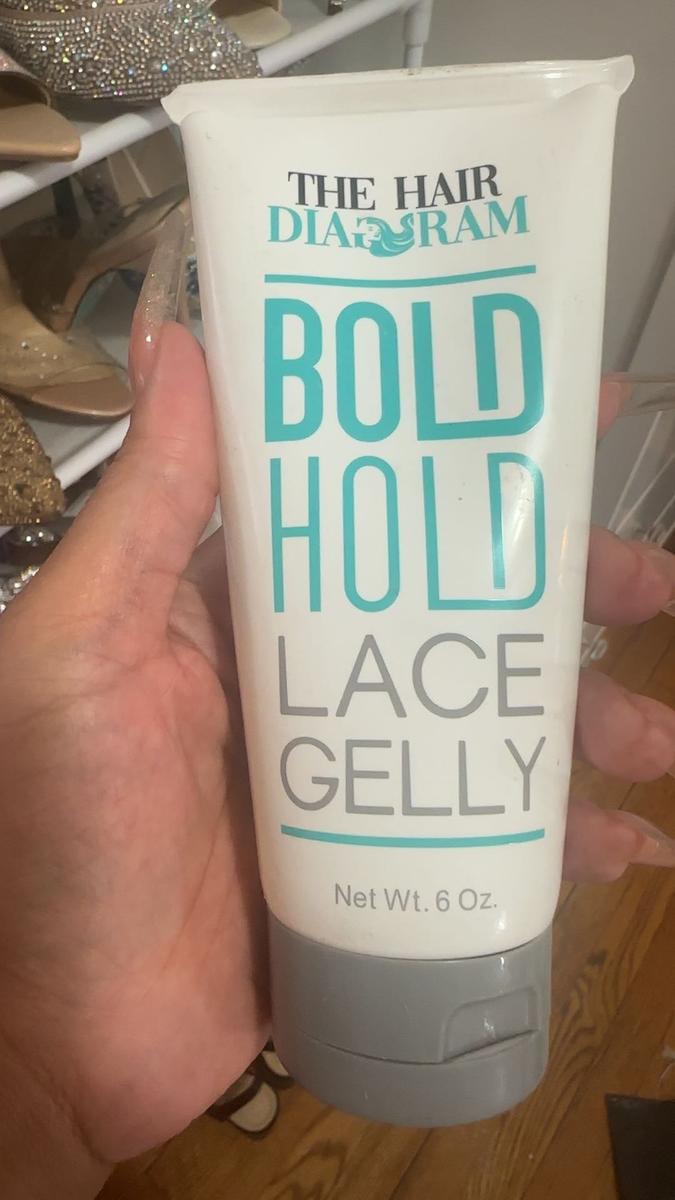 THE HAIR
DIAGRAM
BOLD
HOLD
LACE
GELLY
Net Wt. 6 Oz.